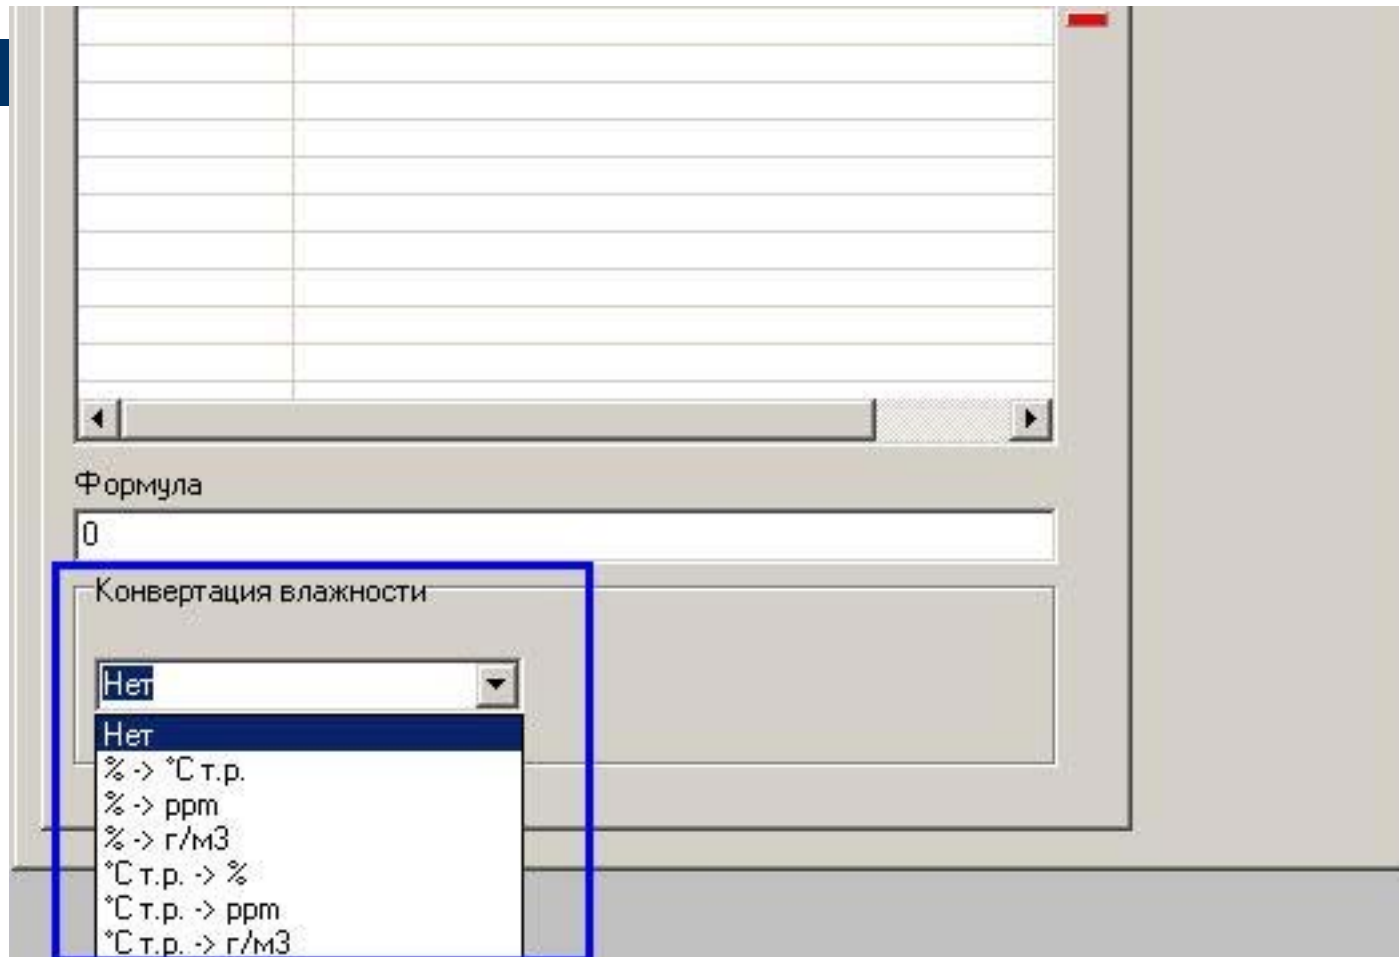 Формула
0
Конвертация влажности
Нет
Нет
% -> °C т.р.
% -> ppm
% -> г/м3
°C т.р. -> %
°C т.р. -> ppm
°C т.р. -> г/м3